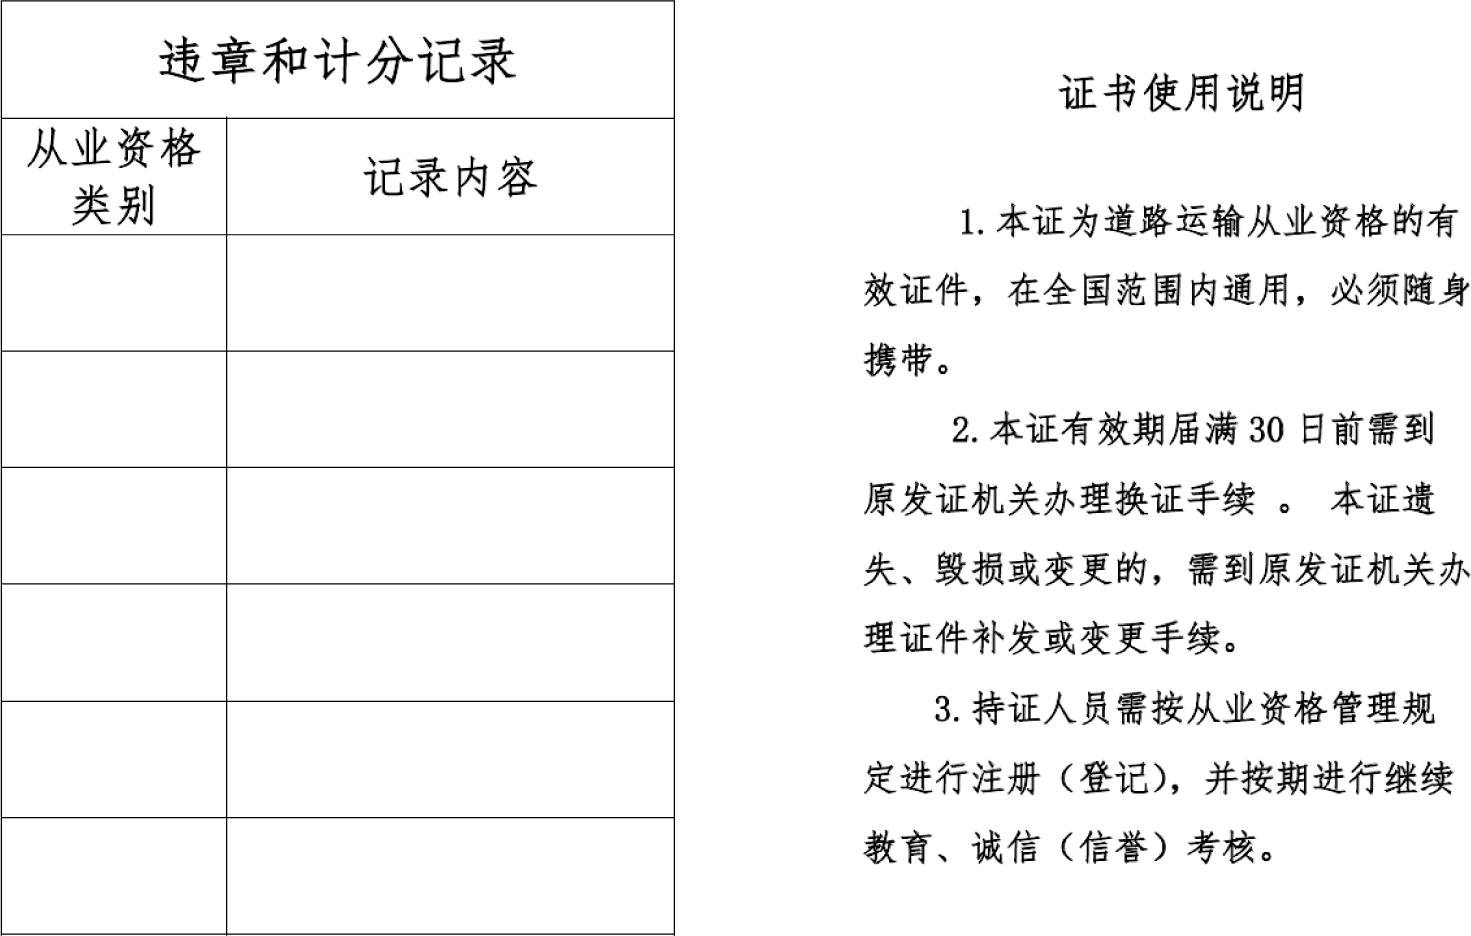 违章和计分记录
从业资格
类别
记录内容
证书使用说明
1.本证为道路运输从业资格的有
效证件，在全国范围内通用，必须随身
携带。
2.本证有效期届满 30 日前需到
原发证机关办理换证手续 。 本证遗
失、毁损或变更的，需到原发证机关办
理证件补发或变更手续。
3.持证人员需按从业资格管理规
定进行注册（登记），并按期进行继续
教育、诚信（信誉）考核。